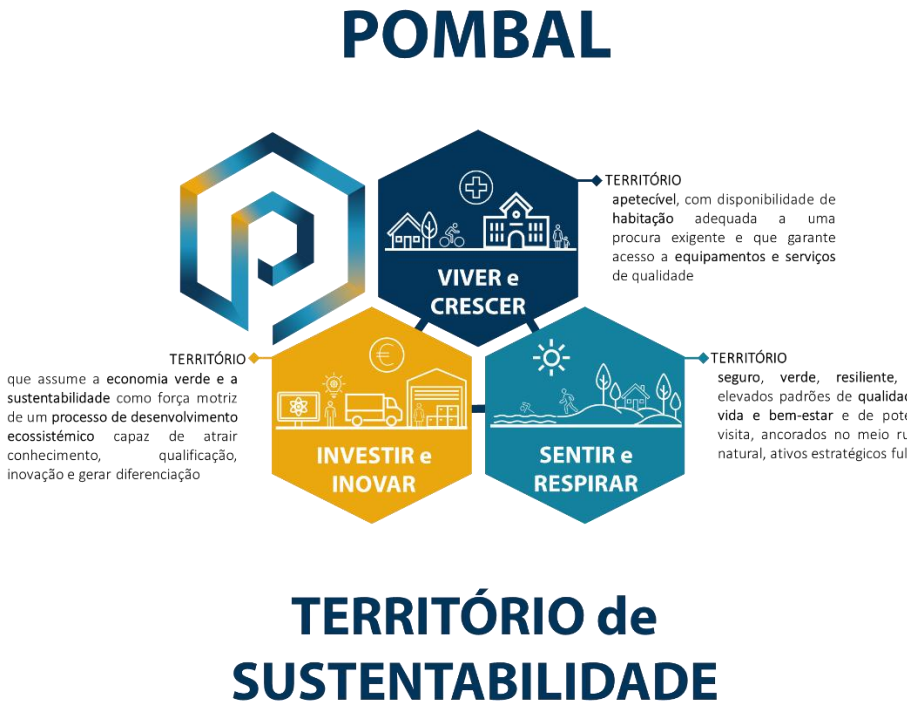 POMBAL
TERRITÓRIO
apetecível, com disponibilidade de
habitação adequada a uma
procura exigente e que garante
acesso a equipamentos e serviços
de qualidade
VIVER e
CRESCER
TERRITÓRIO
que assume a economia verde e a
sustentabilidade como força motriz
de um processo de desenvolvimento
ecossistémico capaz de atrair
conhecimento, qualificação,
inovação e gerar diferenciação
INVESTIR e
INOVAR
TERRITÓRIO
seguro, verde, resiliente,
elevados padrões de
vida e bem-estar e de
visita, ancorados no meio
natural, ativos estratégicos
SENTIR e
RESPIRAR
TERRITÓRIO de
SUSTENTABILIDADE